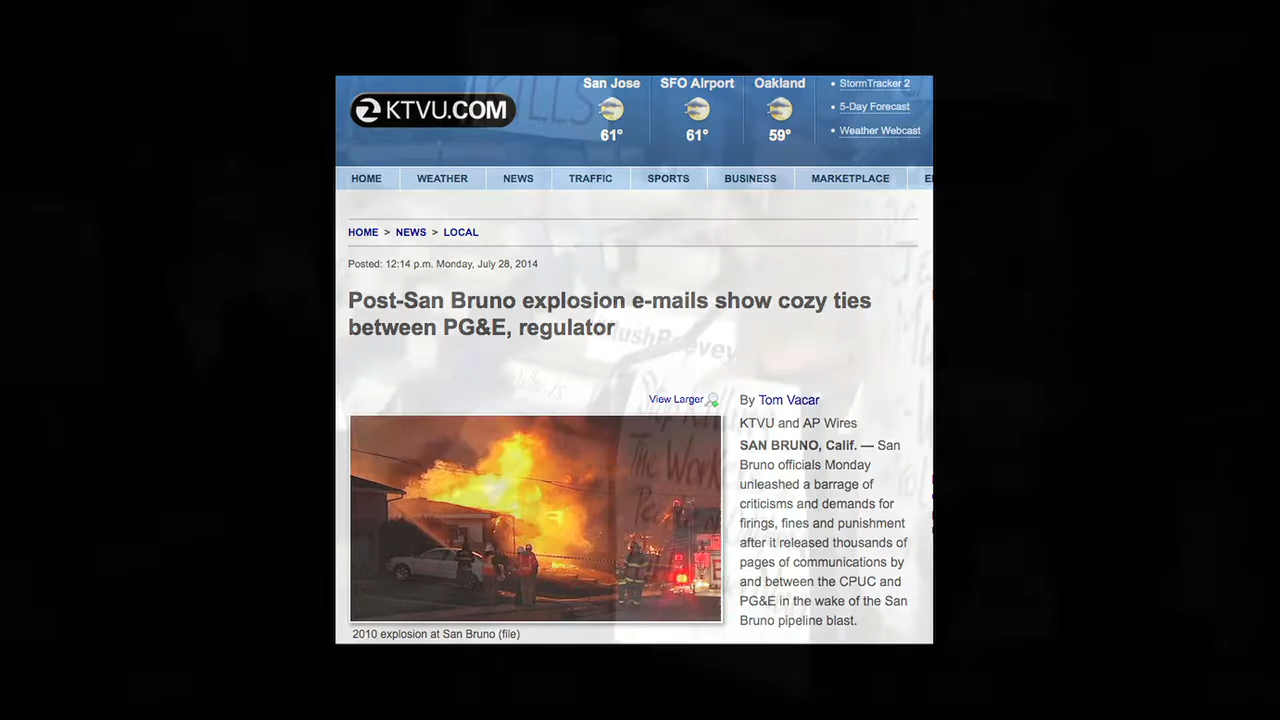 San Jose SFO Airport Oakland
StormTracker 2
2 KTVU.COM
5-Day Forecast
61° 61° 59°
Weather Webcast
HOME WEATHER NEWS TRAFFIC SPORTS BUSINESS MARKETPLACE
HOME > NEWS > LOCAL
Posted: 12:14 p.m. Monday, July 28, 2014
Post-San Bruno explosion e-mails show cozy ties
between PG&E, regulator
View Larger
2010 explosion at San Bruno (file)
By Tom Vacar
KTVU and AP Wires
SAN BRUNO, Calif. — San
Bruno officials Monday
unleashed a barrage of
criticisms and demands for
firings, fines and punishment
after it released thousands of
pages of communications by
and between the CPUC and
PG&E in the wake of the San
Bruno pipeline blast.